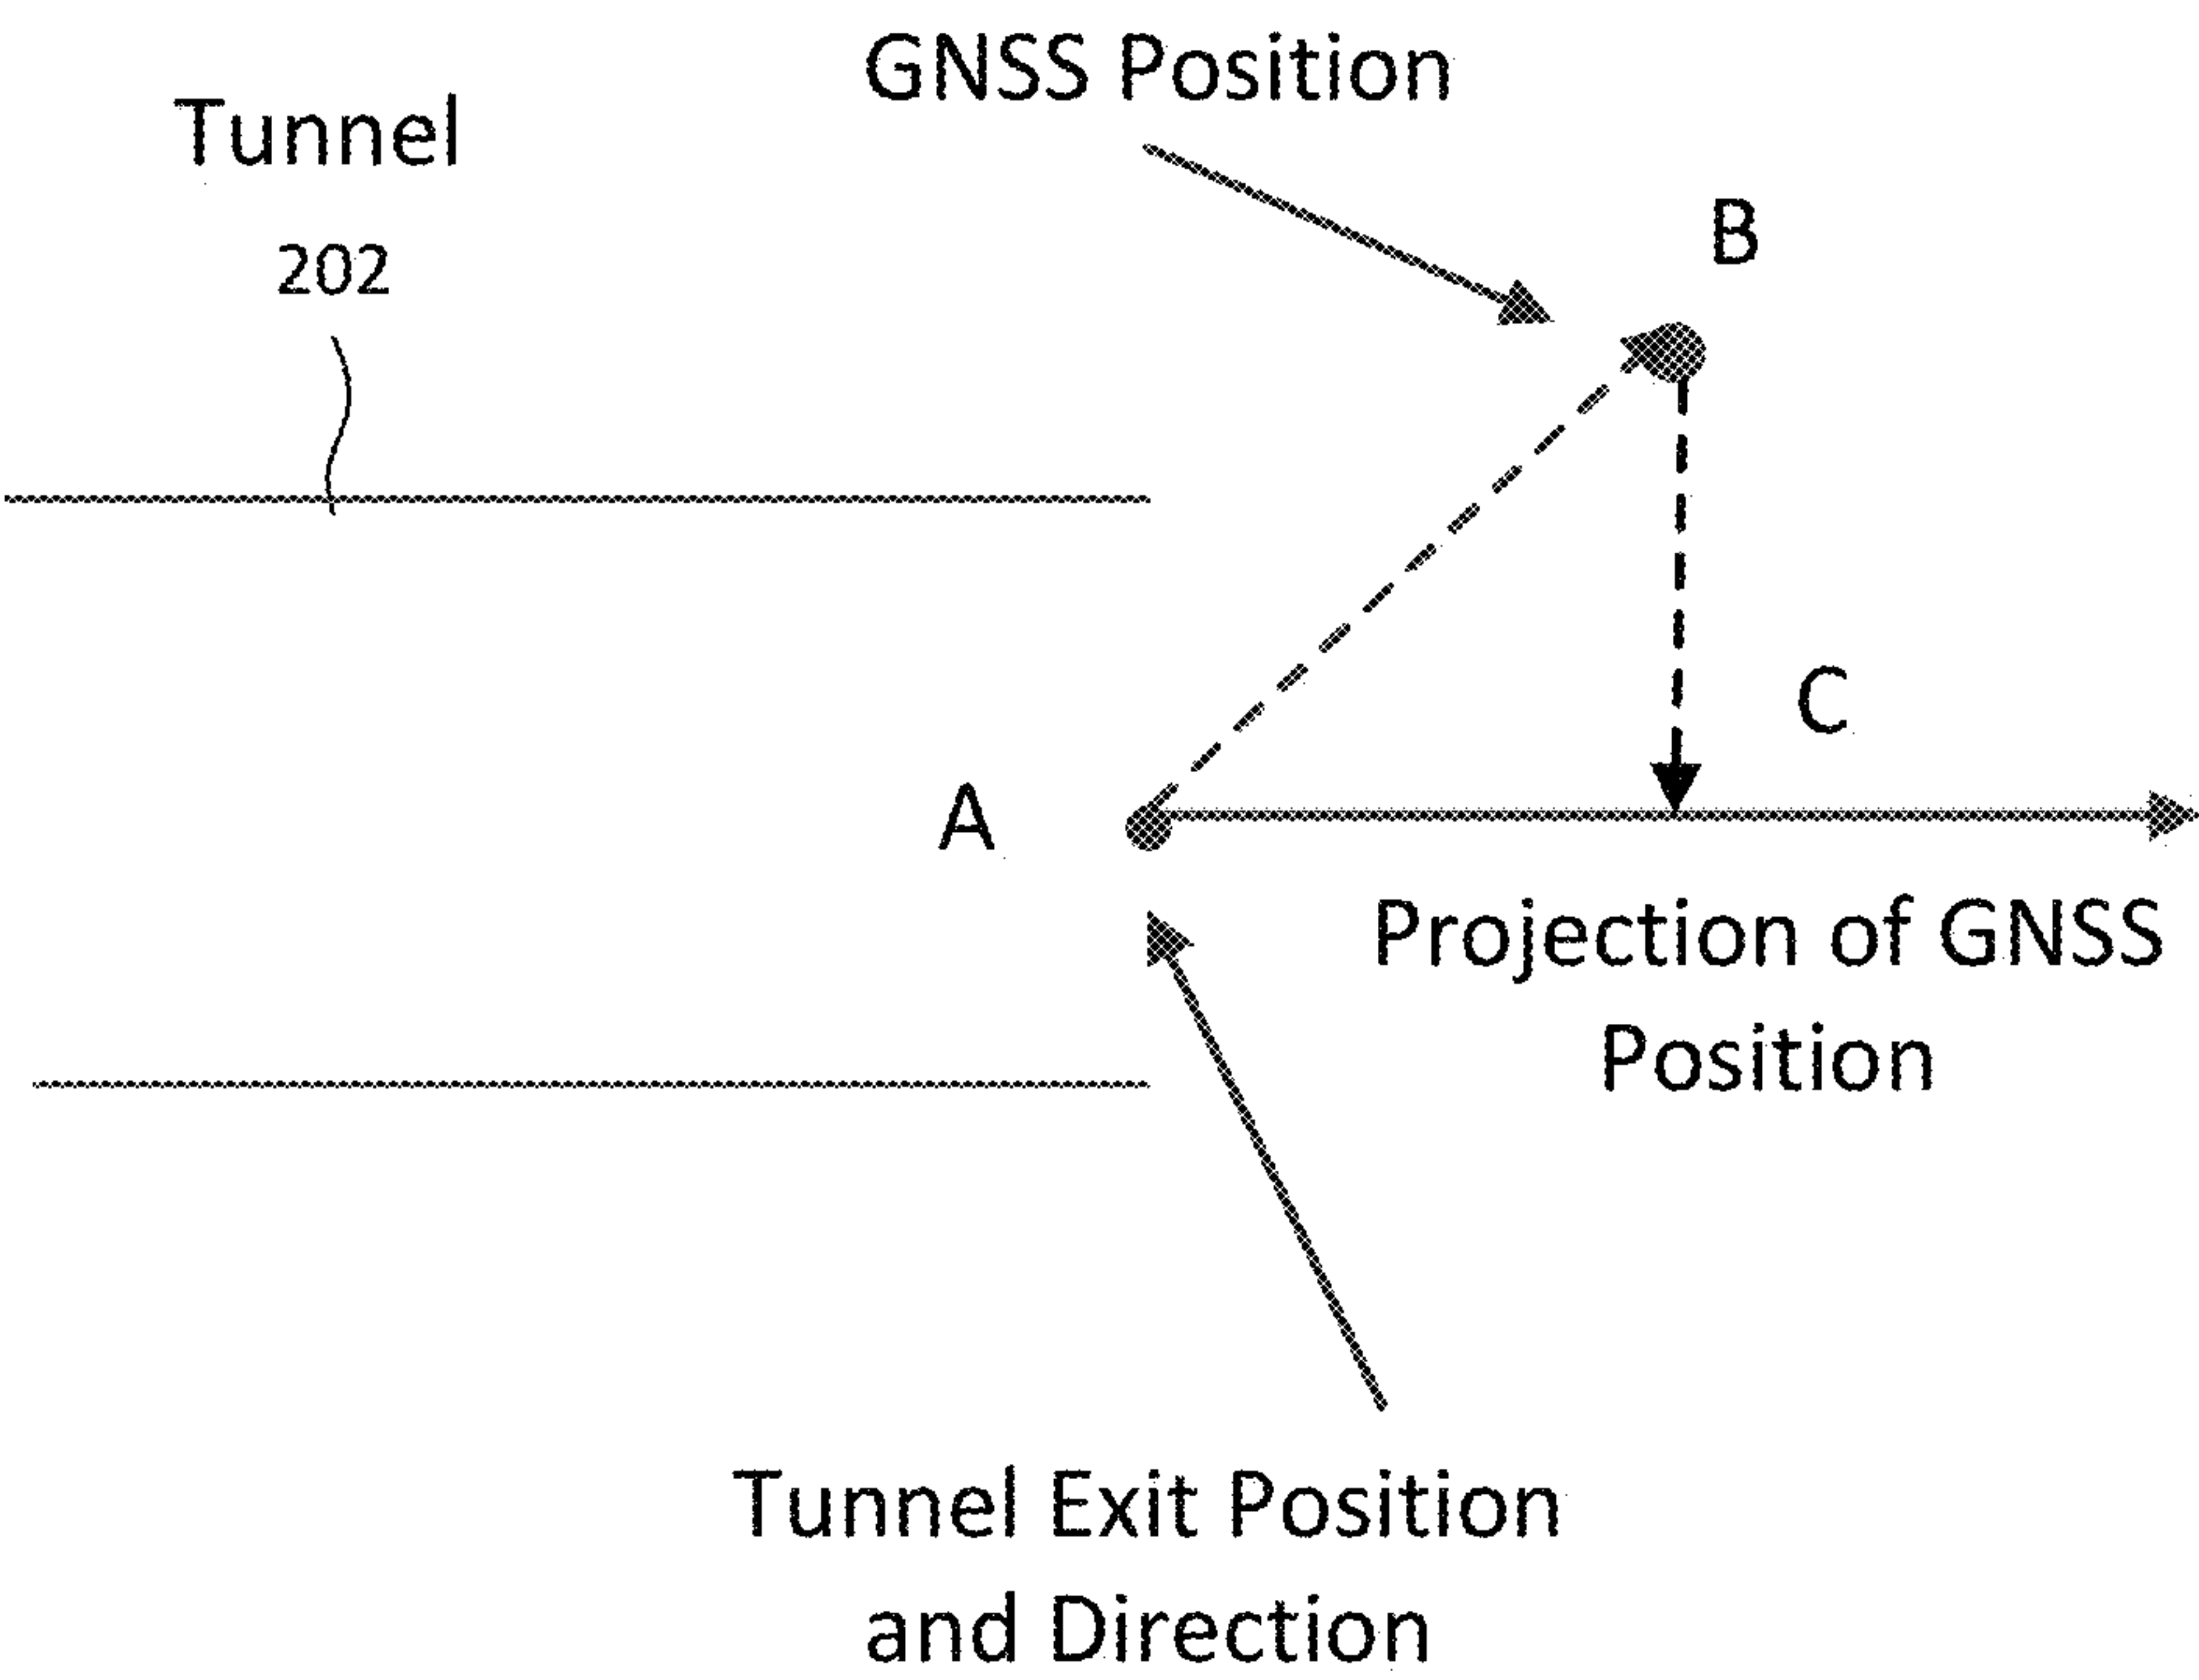 GNSS Position
Tunnel
202
B
C
A
Projection of GNSS
Position
Tunnel Exit Position
and Direction